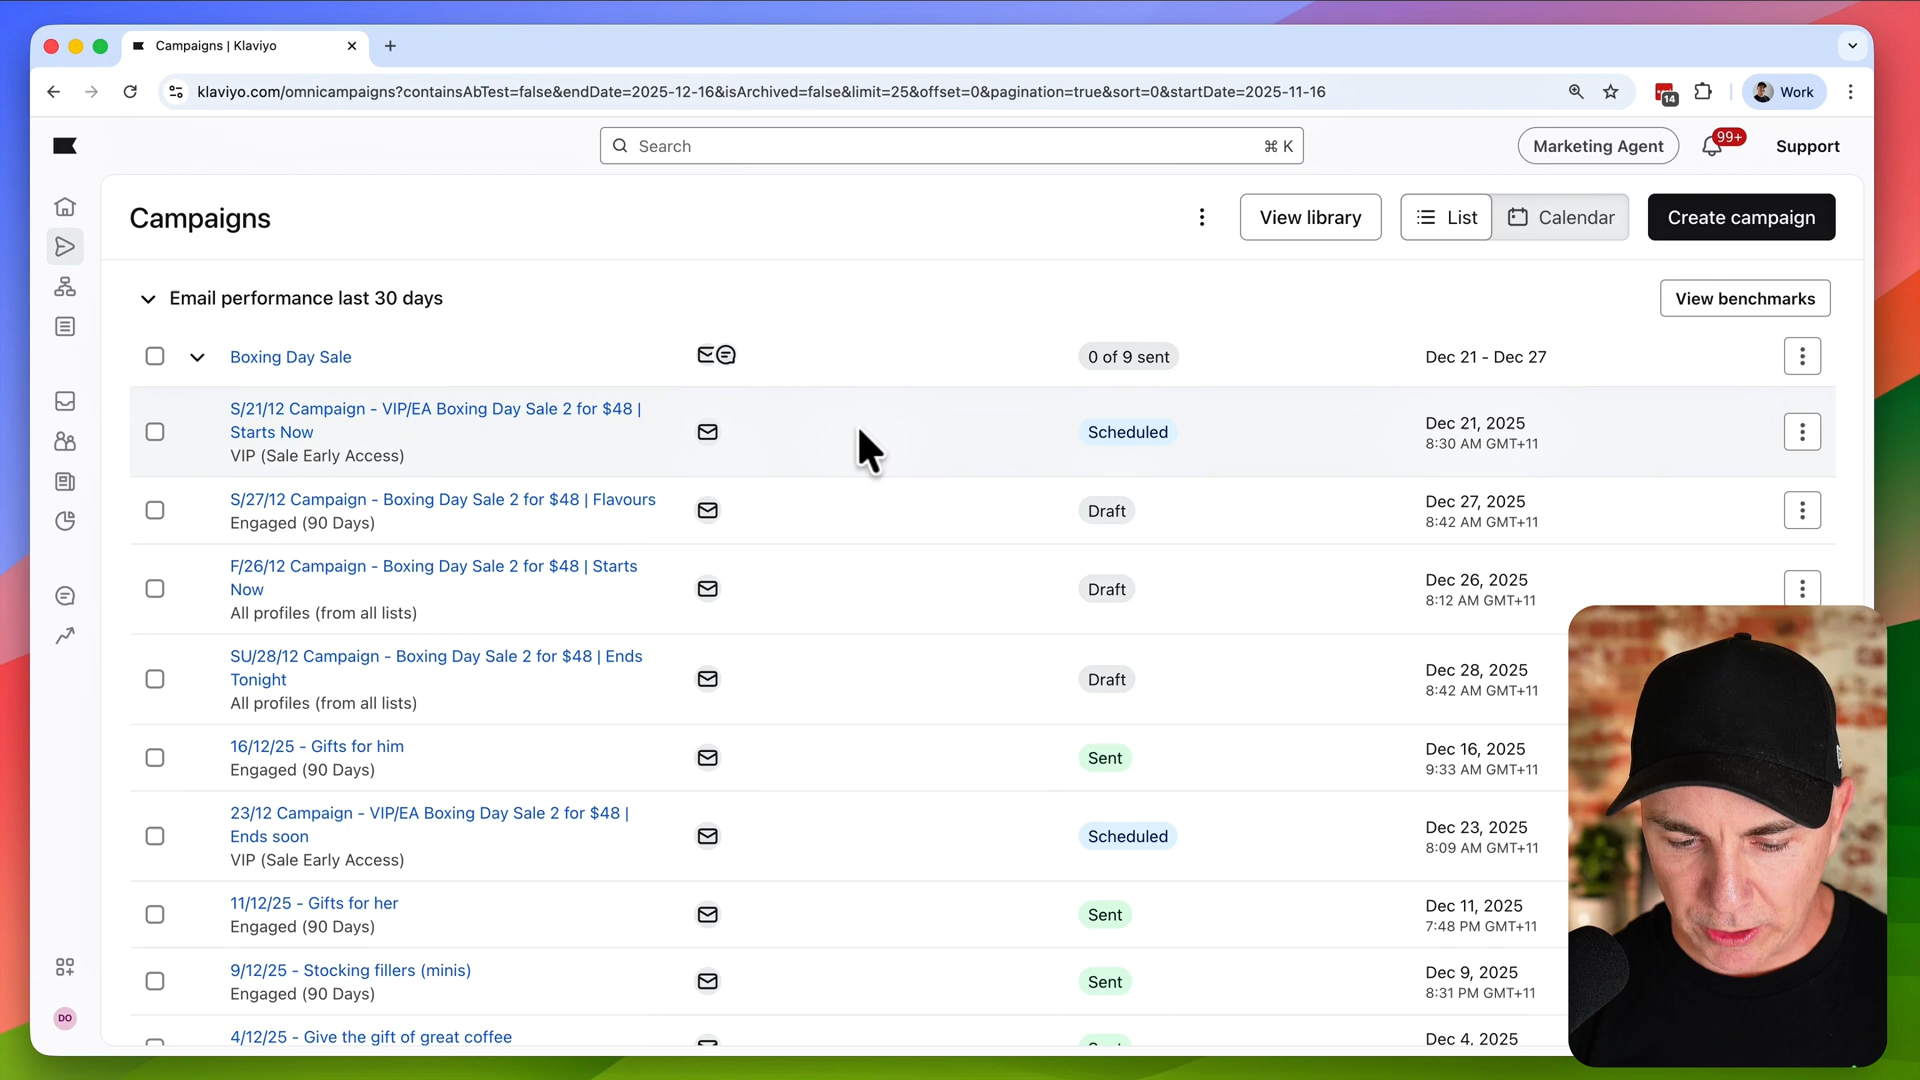 Campaigns | Klaviyo
klaviyo.com/omnicampaigns?containsAbTest=false&endDate=2025-12-16&isArchived=false&limit=25&offset=0&pagination=true&sort=0&startDate=2025-11-16
14
Work
Search
⌘ K
Marketing Agent
99+
Support
Campaigns
View library
List
Calendar
Create campaign
Email performance last 30 days
View benchmarks
Boxing Day Sale
0 of 9 sent
Dec 21 - Dec 27
S/21/12 Campaign - VIP/EA Boxing Day Sale 2 for $48 |
Starts Now
VIP (Sale Early Access)
Scheduled
Dec 21, 2025
8:30 AM GMT+11
S/27/12 Campaign - Boxing Day Sale 2 for $48 | Flavours
Engaged (90 Days)
Draft
Dec 27, 2025
8:42 AM GMT+11
F/26/12 Campaign - Boxing Day Sale 2 for $48 | Starts
Now
All profiles (from all lists)
Draft
Dec 26, 2025
8:12 AM GMT+11
SU/28/12 Campaign - Boxing Day Sale 2 for $48 | Ends
Tonight
All profiles (from all lists)
Draft
Dec 28, 2025
8:42 AM GMT+11
16/12/25 - Gifts for him
Engaged (90 Days)
Sent
Dec 16, 2025
9:33 AM GMT+11
23/12 Campaign - VIP/EA Boxing Day Sale 2 for $48 |
Ends soon
VIP (Sale Early Access)
Scheduled
Dec 23, 2025
8:09 AM GMT+11
11/12/25 - Gifts for her
Engaged (90 Days)
Sent
Dec 11, 2025
7:48 PM GMT+11
9/12/25 - Stocking fillers (minis)
Engaged (90 Days)
Sent
Dec 9, 2025
8:31 PM GMT+11
4/12/25 - Give the gift of great coffee
Dec 4, 2025
DO